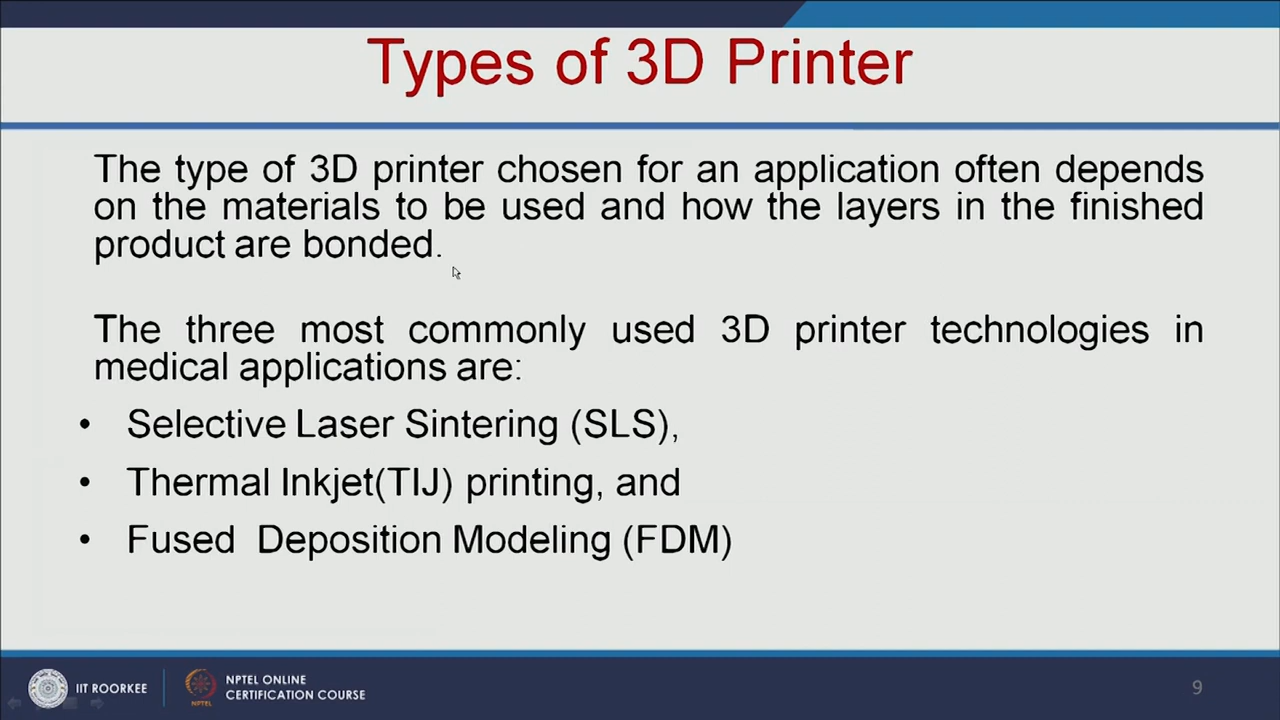 Types of 3D Printer
The type of 3D printer chosen for an application often depends
on the materials to be used and how the layers in the finished
product are bonded.
The three most commonly used 3D printer technologies in
medical applications are:
• Selective Laser Sintering (SLS),
• Thermal Inkjet(TIJ) printing, and
• Fused Deposition Modeling (FDM)
IIT ROORKEE
NPTEL
NPTEL ONLINE
CERTIFICATION COURSE
9